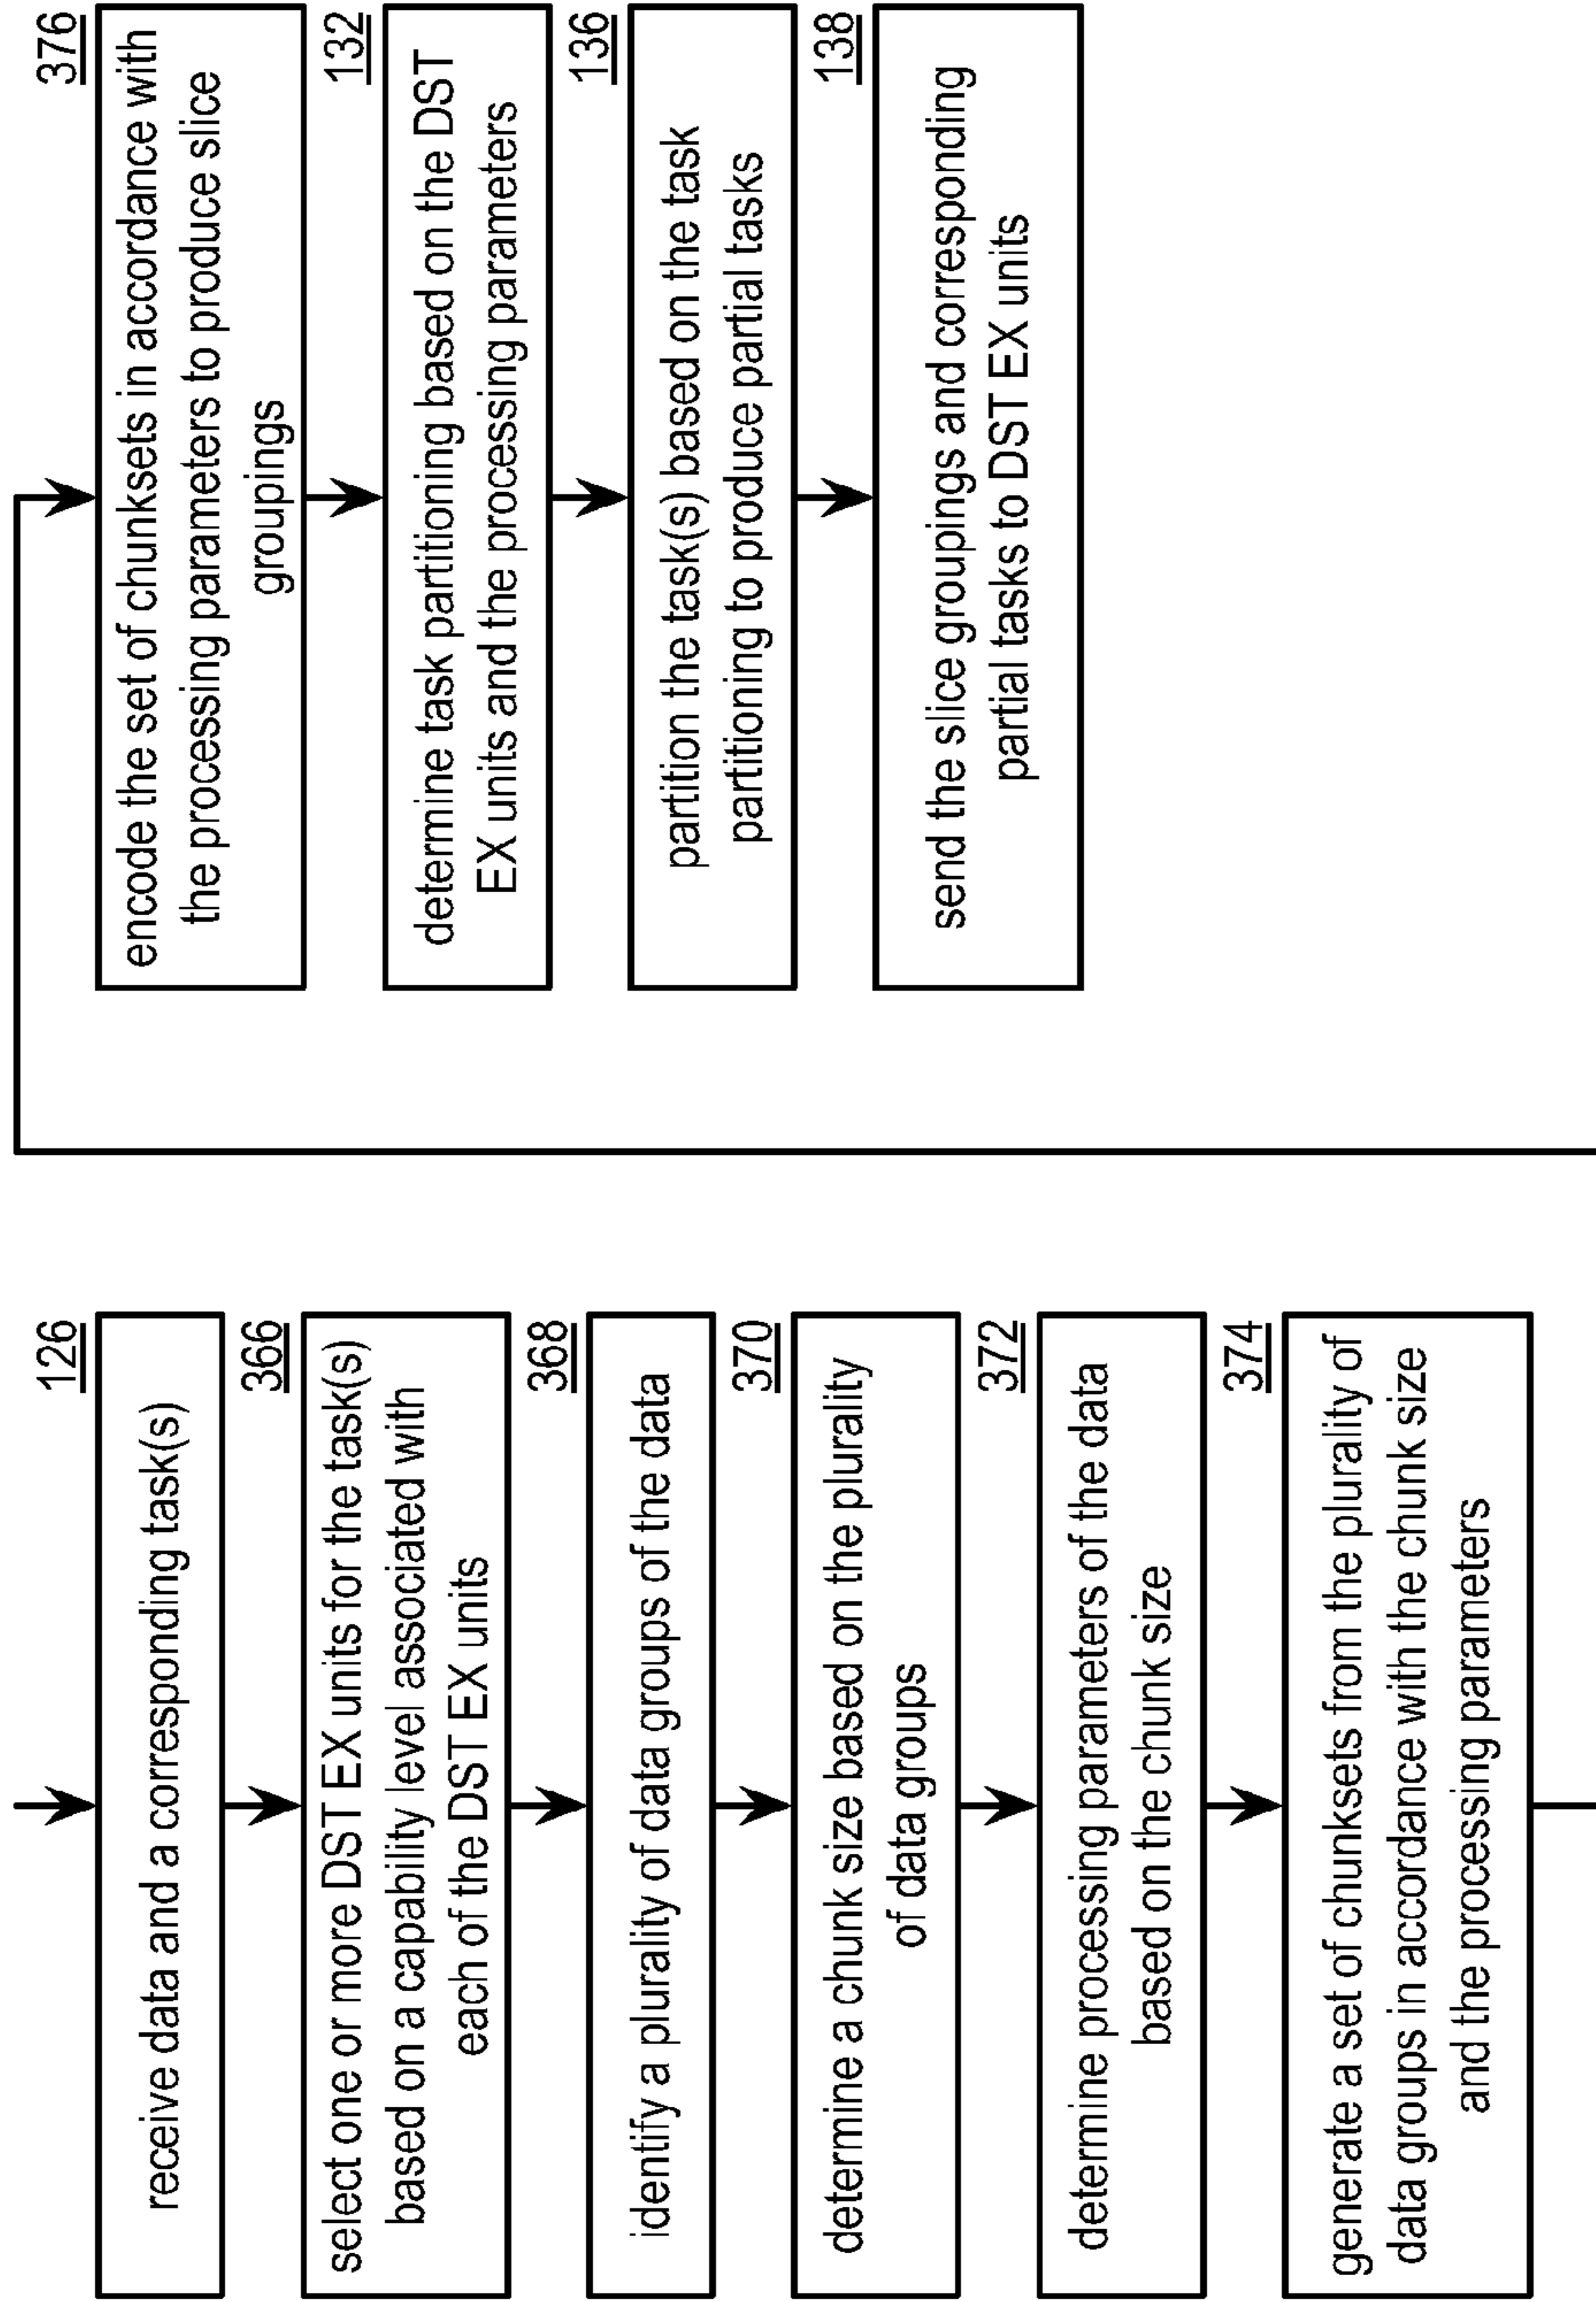 126
receive data and a corresponding task(s)
366
select one or more DST EX units for the task(s)
based on a capability level associated with
each of the DST EX units
368
identify a plurality of data groups of the data
370
determine a chunk size based on the plurality
of data groups
372
determine processing parameters of the data
based on the chunk size
374
generate a set of chunksets from the plurality of
data groups in accordance with the chunk size
and the processing parameters
376
encode the set of chunksets in accordance with
the processing parameters to produce slice
groupings
132
determine task partitioning based on the DST
EX units and the processing parameters
136
partition the task(s) based on the task
partitioning to produce partial tasks
138
send the slice groupings and corresponding
partial tasks to DST EX units